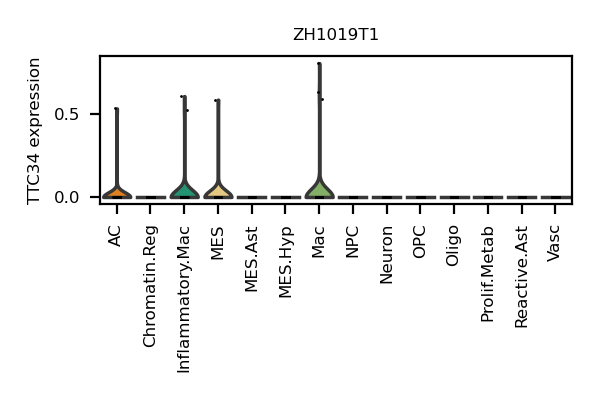 ZH1019T1
TTC34 expression
0.5
0.0
AC
Chromatin.Reg
Inflammatory.Mac
MES
MES.Ast
MES.Hyp
Mac
NPC
Neuron
OPC
Oligo
Prolif.Metab
Reactive.Ast
Vasc